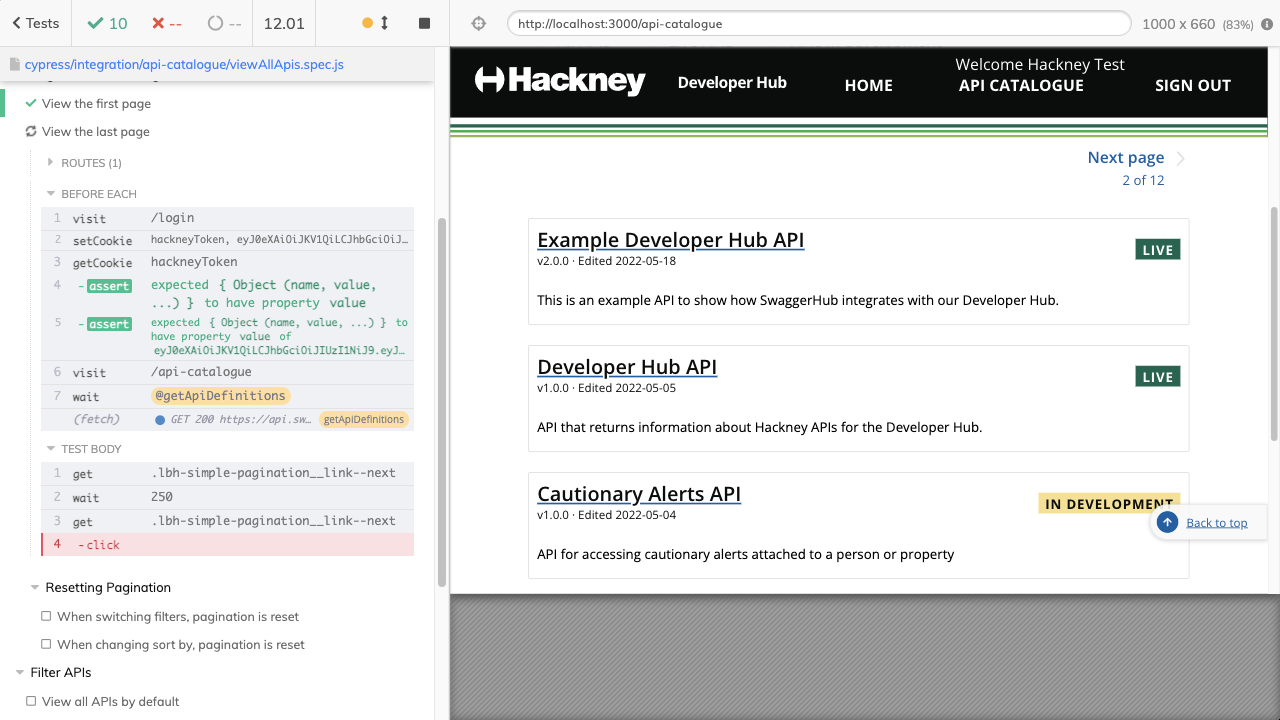 Tests
10
--
--
12.01
http://localhost:3000/api-catalogue
1000 x 660 (83%)
cypress/integration/api-catalogue/viewAllApis.spec.js
View the first page
View the last page
ROUTES (1)
BEFORE EACH
1 visit /login
2 setCookie hackneyToken, eyJ0eXAiOiJKV1QiLCJhbGciOiJ…
3 getCookie hackneyToken
4 -assert expected { Object (name, value,
...) } to have property value
5 -assert expected { Object (name, value, ...) } to
have property value of
eyJ0eXAiOiJKV1QiLCJhbGciOiJIUzI1NiJ9.eyJ…
6 visit /api-catalogue
7 wait @getApiDefinitions
(fetch) GET 200 https://api.sw… getApiDefinitions
TEST BODY
1 get .lbh-simple-pagination__link--next
2 wait 250
3 get .lbh-simple-pagination__link--next
4 -click
Resetting Pagination
When switching filters, pagination is reset
When changing sort by, pagination is reset
Filter APIs
View all APIs by default
Hackney
Developer Hub
HOME
Welcome Hackney Test
API CATALOGUE
SIGN OUT
Next page
2 of 12
Example Developer Hub API
LIVE
v2.0.0 · Edited 2022-05-18
This is an example API to show how SwaggerHub integrates with our Developer Hub.
Developer Hub API
LIVE
v1.0.0 · Edited 2022-05-05
API that returns information about Hackney APIs for the Developer Hub.
Cautionary Alerts API
IN DEVELOPMENT
v1.0.0 · Edited 2022-05-04
Back to top
API for accessing cautionary alerts attached to a person or property